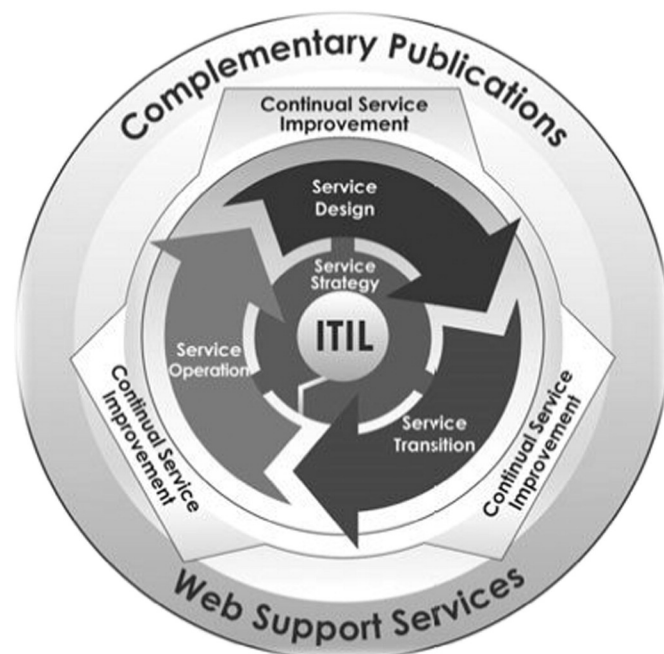 Complementary Publications
Continual Service
Improvement
Service
Design
Service
Strategy
ITIL
Service
Operation
Service
Transition
Continual Service
Improvement
Continual Service
Improvement
Web Support Services